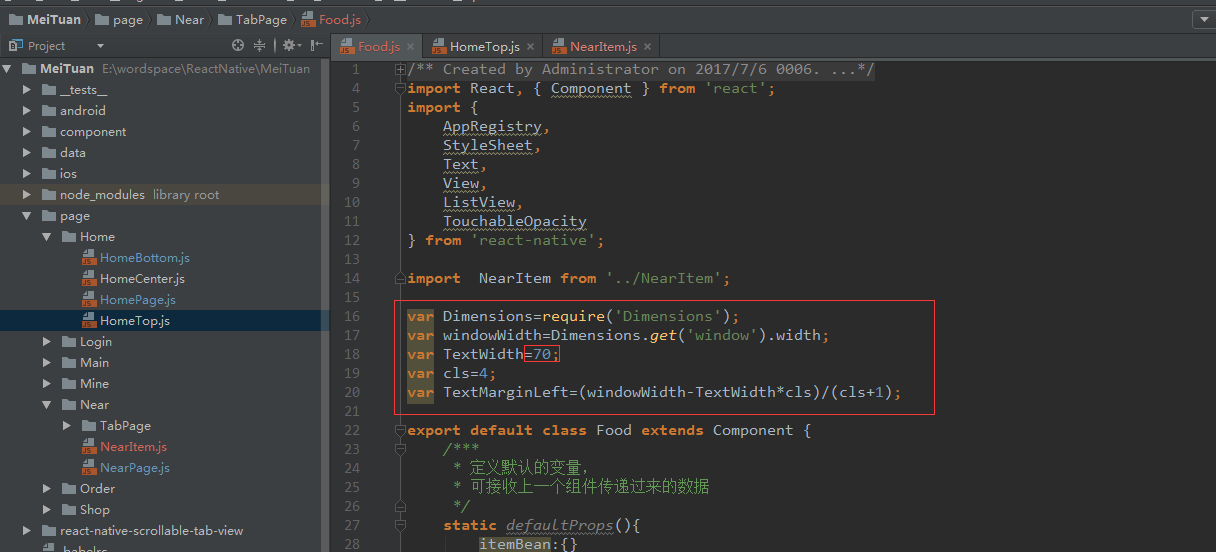 MeiTuan page Near TabPage Food.js
Project
Food.js HomeTop.js NearItem.js
MeiTuan E:\wordspace\ReactNative\MeiTuan
__tests__
android
component
data
ios
node_modules library root
page
Home
HomeBottom.js
HomeCenter.js
HomePage.js
HomeTop.js
Login
Main
Mine
Near
TabPage
NearItem.js
NearPage.js
Order
Shop
react-native-scrollable-tab-view
.babelrc
1 /** Created by Administrator on 2017/7/6 0006. ...*/
4 import React, { Component } from 'react';
5 import {
6 AppRegistry,
7 StyleSheet,
8 Text,
9 View,
10 ListView,
11 TouchableOpacity
12 } from 'react-native';
13
14 import  NearItem from '../NearItem';
15
16 var Dimensions=require('Dimensions');
17 var windowWidth=Dimensions.get('window').width;
18 var TextWidth=70;
19 var cls=4;
20 var TextMarginLeft=(windowWidth-TextWidth*cls)/(cls+1);
21
22 export default class Food extends Component {
23 /***
24 * 定义默认的变量,
25 * 可接收上一个组件传递过来的数据
26 */
27 static defaultProps(){
28 itemBean:{}